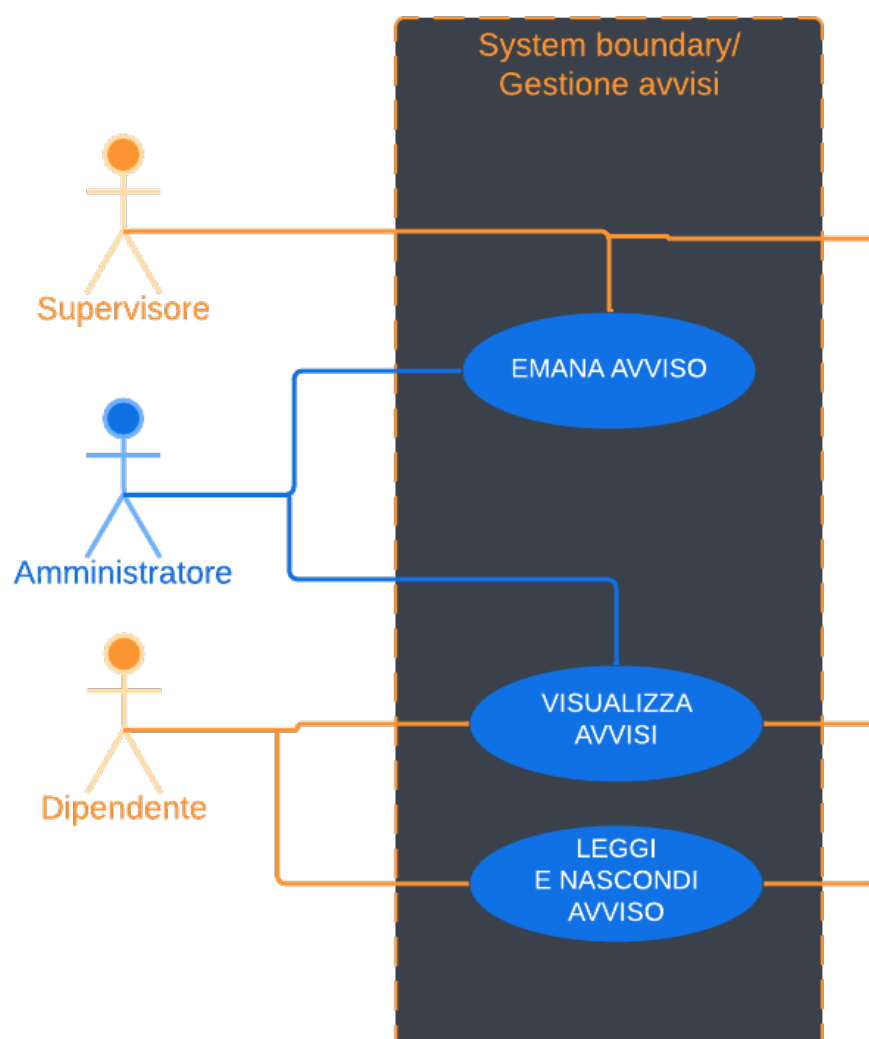 System boundary/
Gestione avvisi
Supervisore
EMANA AVVISO
Amministratore
VISUALIZZA
AVVISI
Dipendente
LEGGI
E NASCONDI
AVVISO